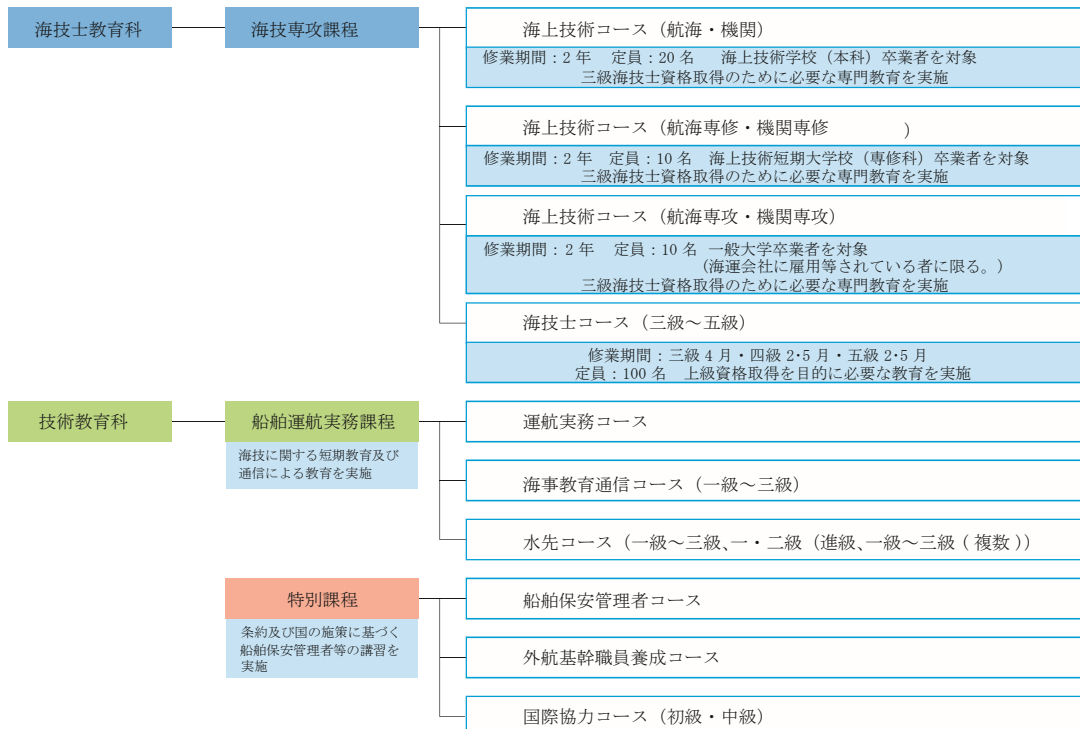 海技士教育科
海技専攻課程
海上技術コース（航海・機関）
修業期間：2 年　定員：20 名　海上技術学校（本科）卒業者を対象
三級海技士資格取得のために必要な専門教育を実施
海上技術コース（航海専修・機関専修　　　　）
修業期間：2 年　定員：10 名　海上技術短期大学校（専修科）卒業者を対象
三級海技士資格取得のために必要な専門教育を実施
海上技術コース（航海専攻・機関専攻）
修業期間：2 年　定員：10 名 一般大学卒業者を対象
（海運会社に雇用等されている者に限る。）
三級海技士資格取得のために必要な専門教育を実施
海技士コース（三級～五級）
修業期間：三級 4 月・四級 2･5 月・五級 2･5 月
定員：100 名　上級資格取得を目的に必要な教育を実施
技術教育科
船舶運航実務課程
海技に関する短期教育及び
通信による教育を実施
運航実務コース
海事教育通信コース（一級～三級）
水先コース（一級～三級、一・二級（進級、一級～三級 ( 複数 )）
特別課程
条約及び国の施策に基づく
船舶保安管理者等の講習を
実施
船舶保安管理者コース
外航基幹職員養成コース
国際協力コース（初級・中級）